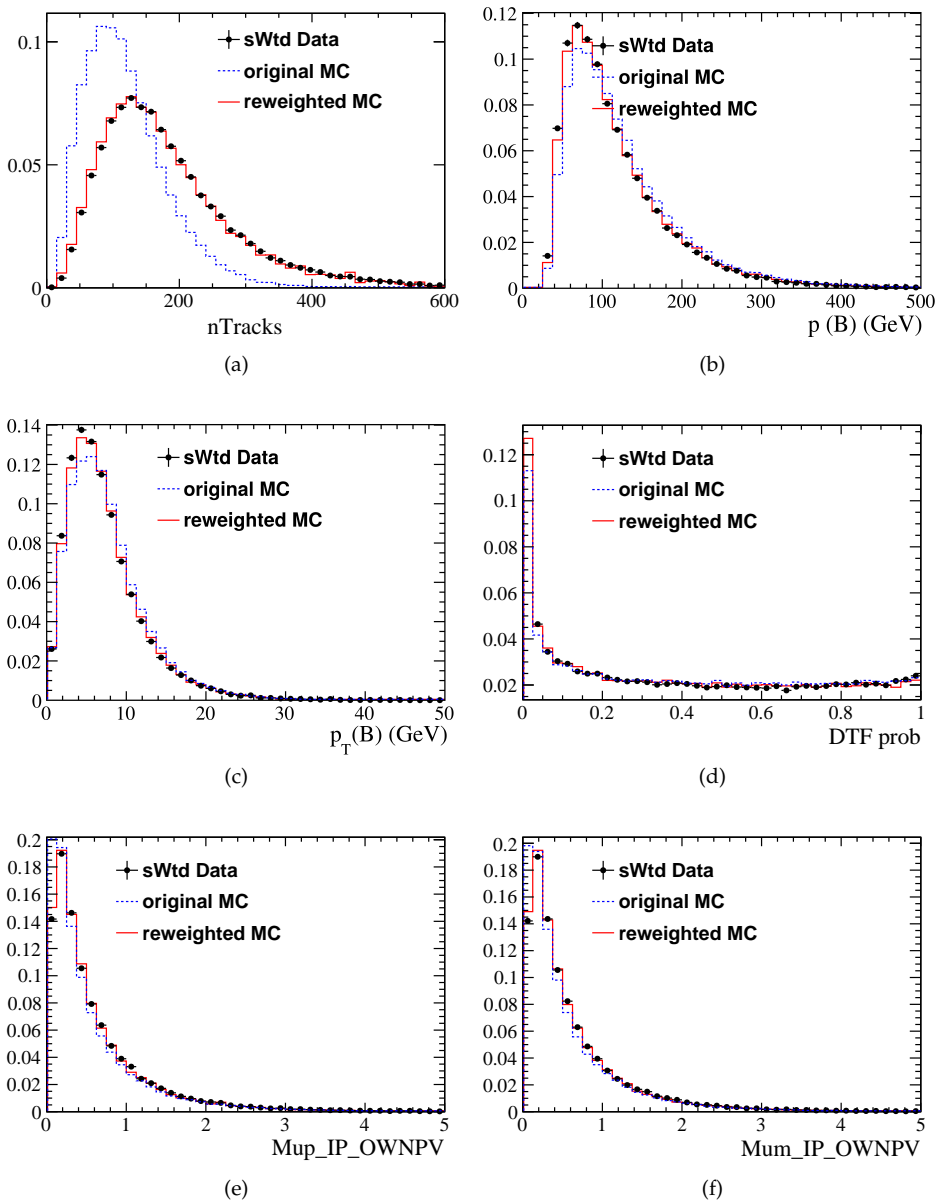 0.1
0.05
0
sWtd Data
original MC
reweighted MC
0 200 400 600
nTracks
(a)
0.12
0.1
0.08
0.06
0.04
0.02
0
sWtd Data
original MC
reweighted MC
0 100 200 300 400 500
p (B) (GeV)
(b)
0.14
0.12
0.1
0.08
0.06
0.04
0.02
0
sWtd Data
original MC
reweighted MC
0 10 20 30 40 50
p_T(B) (GeV)
(c)
0.12
0.1
0.08
0.06
0.04
0.02
sWtd Data
original MC
reweighted MC
0 0.2 0.4 0.6 0.8 1
DTF prob
(d)
0.2
0.18
0.16
0.14
0.12
0.1
0.08
0.06
0.04
0.02
0
sWtd Data
original MC
reweighted MC
0 1 2 3 4 5
Mup_IP_OWNPV
(e)
0.2
0.18
0.16
0.14
0.12
0.1
0.08
0.06
0.04
0.02
0
sWtd Data
original MC
reweighted MC
0 1 2 3 4 5
Mum_IP_OWNPV
(f)